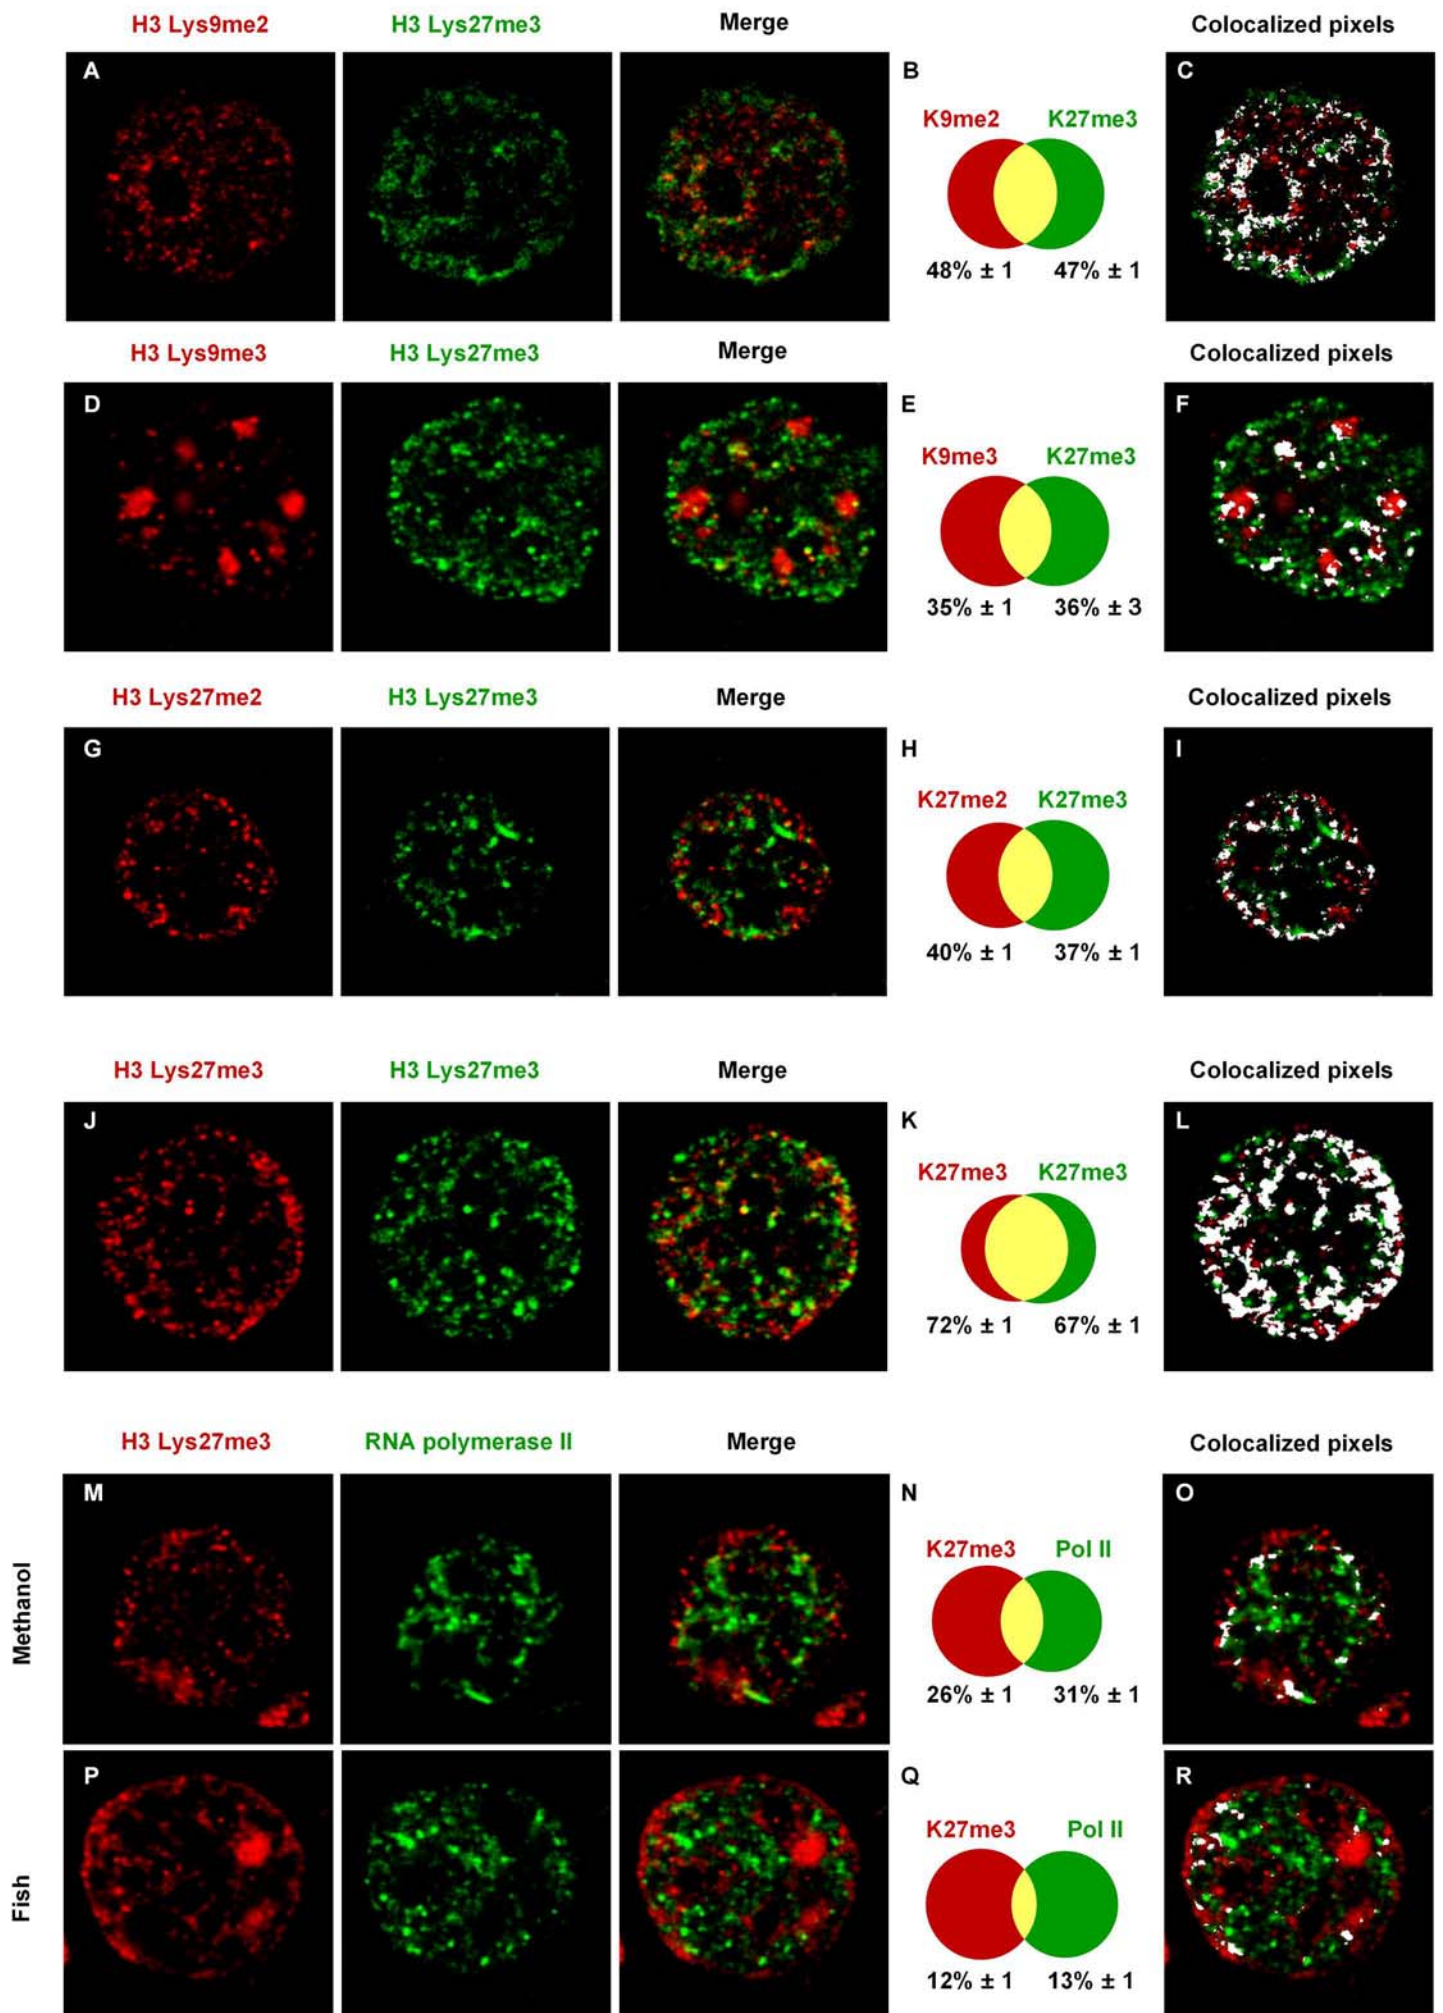 H3 Lys9me2 H3 Lys27me3 Merge Colocalized pixels
A B C
K9me2 K27me3
48% ± 1 47% ± 1
H3 Lys9me3 H3 Lys27me3 Merge Colocalized pixels
D E F
K9me3 K27me3
35% ± 1 36% ± 3
H3 Lys27me2 H3 Lys27me3 Merge Colocalized pixels
G H I
K27me2 K27me3
40% ± 1 37% ± 1
H3 Lys27me3 H3 Lys27me3 Merge Colocalized pixels
J K L
K27me3 K27me3
72% ± 1 67% ± 1
H3 Lys27me3 RNA polymerase II Merge Colocalized pixels
Methanol
M N O
K27me3 Pol II
26% ± 1 31% ± 1
Fish
P Q R
K27me3 Pol II
12% ± 1 13% ± 1